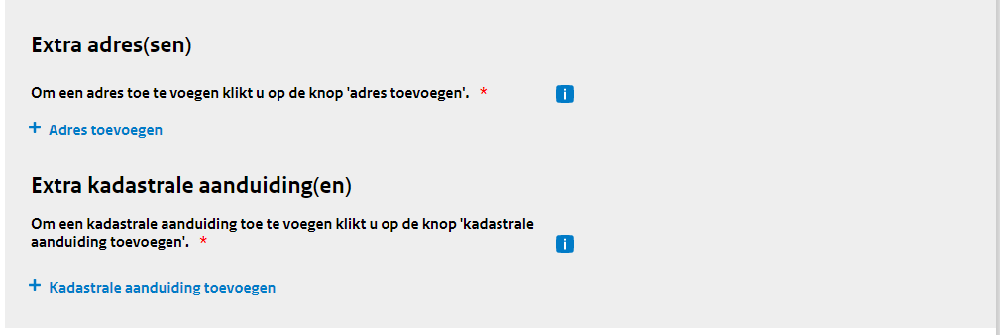 Extra adres(sen)
Om een adres toe te voegen klikt u op de knop 'adres toevoegen'. *
i
+ Adres toevoegen
Extra kadastrale aanduiding(en)
Om een kadastrale aanduiding toe te voegen klikt u op de knop 'kadastrale
aanduiding toevoegen'. *
i
+ Kadastrale aanduiding toevoegen